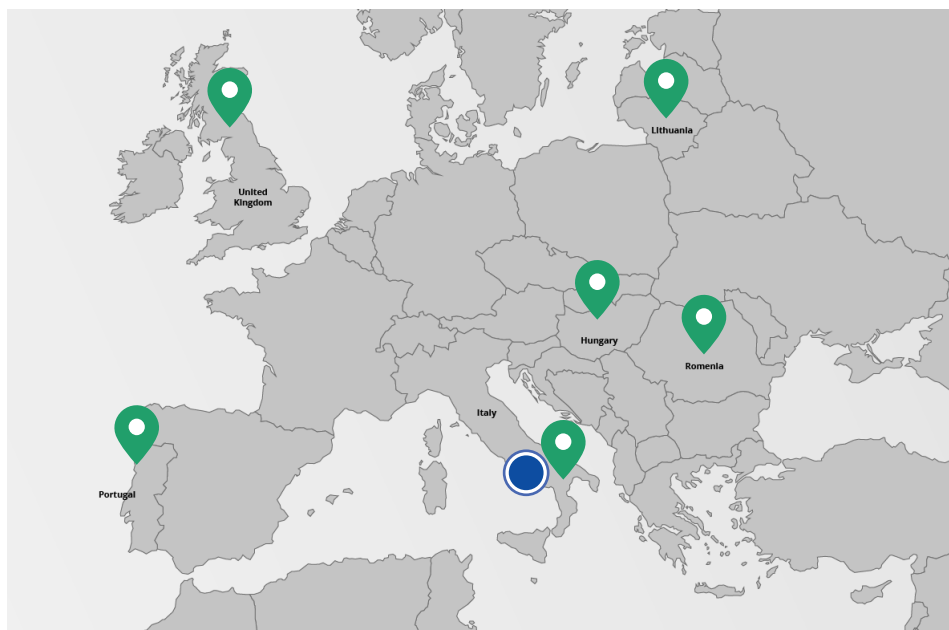 Lithuania
United
Kingdom
Hungary
Romenia
Italy
Portugal